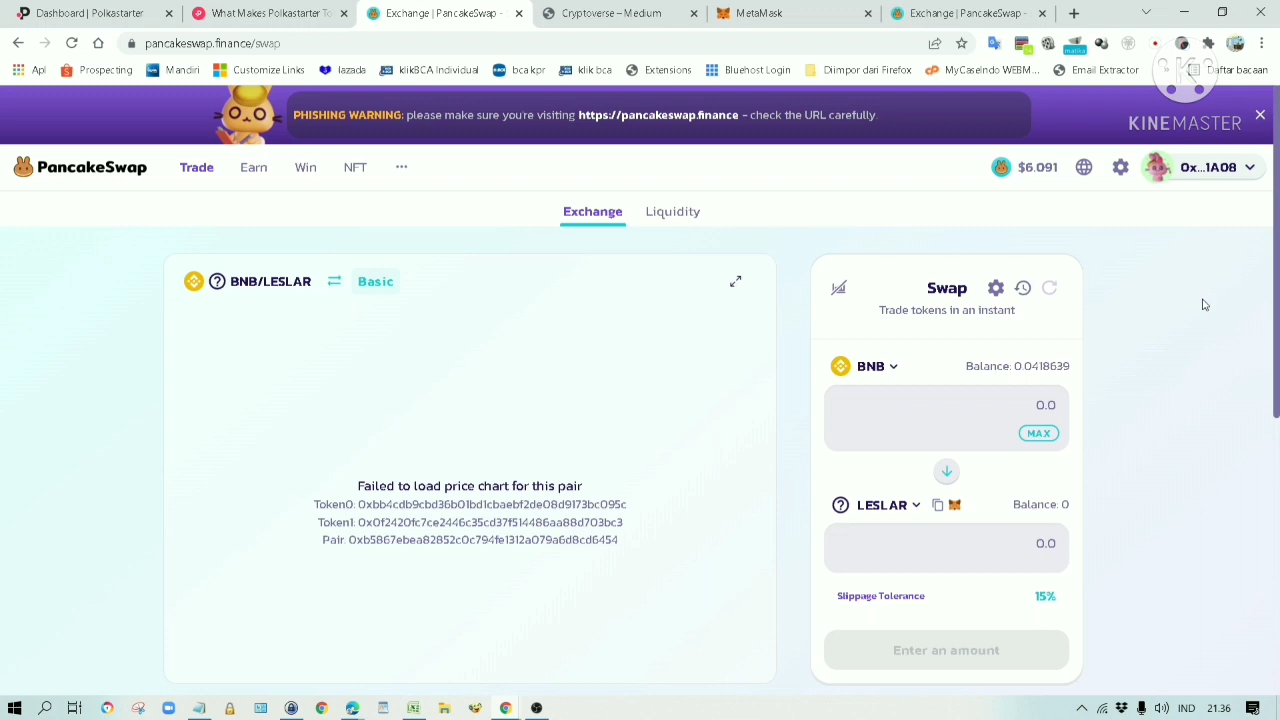 Dashboard | Polkastarter
MyStarter | Polkastarter To
Exchange | PancakeSwap -
Cryptoverse – Medium
MetaMask
Exchange | PancakeSwap -
pancakeswap.finance/swap
Apl
Prospecting
Mandiri
Customize Links
lazada
klikBCA Individual
bca kpr
klik bca
Extensions
Bluehost Login
Diimpor dari Firefox
MyCaseIndo WEBM...
Email Extractor
Daftar bacaan
PHISHING WARNING: please make sure you're visiting https://pancakeswap.finance - check the URL carefully.
KINEMASTER
PancakeSwap
Trade
Earn
Win
NFT
$6.091
0x...1A08
Exchange
Liquidity
BNB/LESLAR
Basic
Swap
Trade tokens in an instant
BNB
Balance: 0.0418639
0.0
MAX
LESLAR
Balance: 0
0.0
Slippage Tolerance
15%
Enter an amount
Failed to load price chart for this pair
Token0: 0xbb4cdb9cbd36b01bd1cbaebf2de08d9173bc095c
Token1: 0x0f2420fc7ce2446c35cd37f514486aa88d703bc3
Pair: 0xb5867ebea82852c0c794fe1312a079a6d8cd6454
IND
21.36